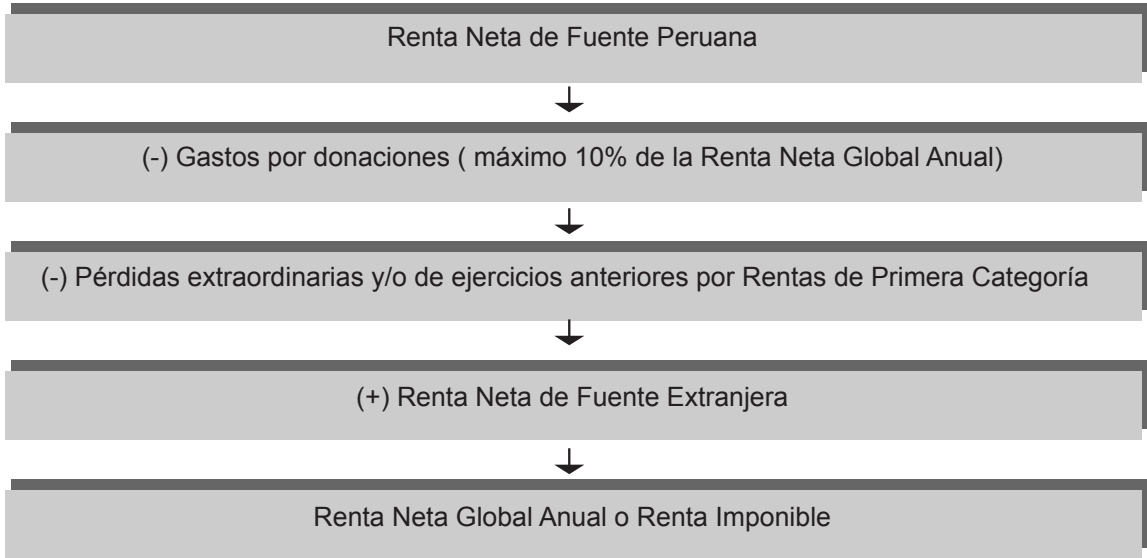 Renta Neta de Fuente Peruana
(-) Gastos por donaciones ( máximo 10% de la Renta Neta Global Anual)
(-) Pérdidas extraordinarias y/o de ejercicios anteriores por Rentas de Primera Categoría
(+) Renta Neta de Fuente Extranjera
Renta Neta Global Anual o Renta Imponible